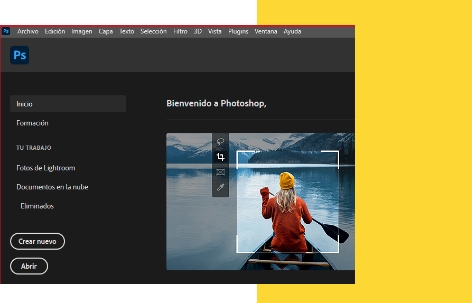 Ps Archivo Edición Imagen Capa Texto Selección Filtro 3D Vista Plugins Ventana Ayuda
Ps
Inicio
Bienvenido a Photoshop,
Formación
TU TRABAJO
Fotos de Lightroom
Documentos en la nube
Eliminados
Crear nuevo
Abrir